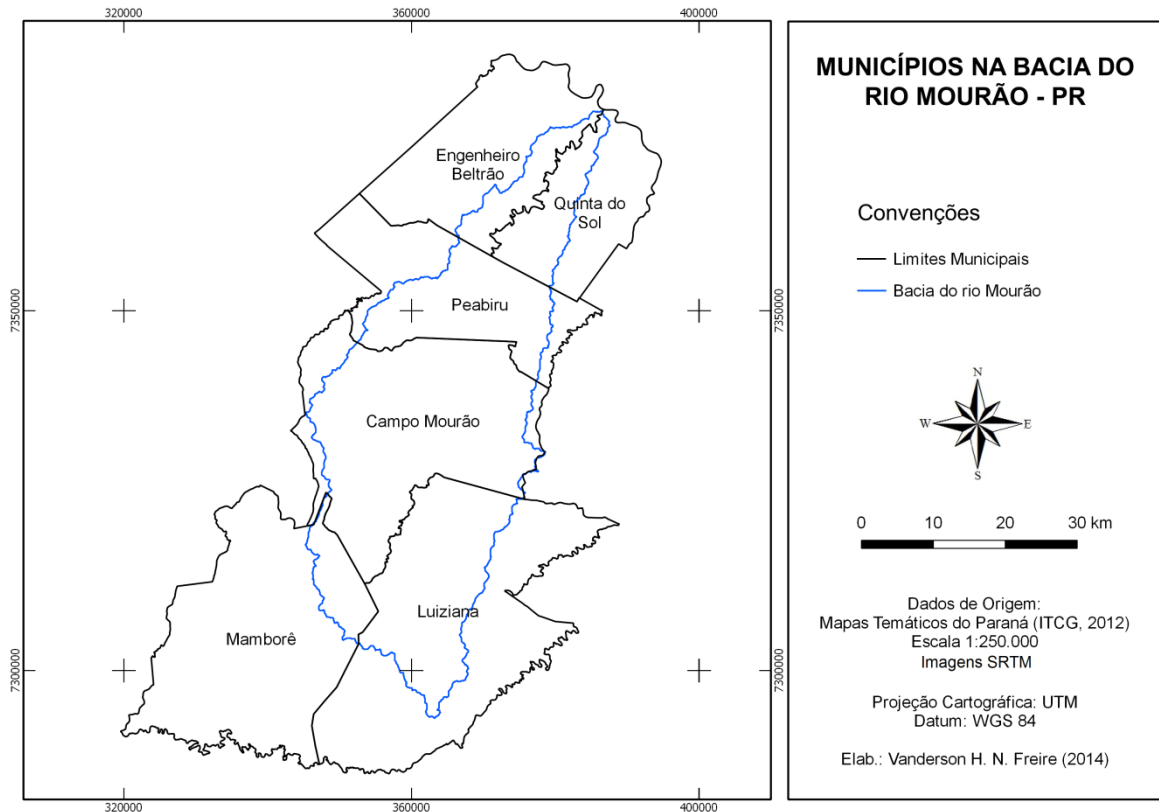 320000
360000
400000
7350000
7350000
7300000
7300000
Engenheiro
Beltrão
Quinta do
Sol
Peabiru
Campo Mourão
Luiziana
Mamborê
320000
360000
400000
MUNICÍPIOS NA BACIA DO
RIO MOURÃO - PR
Convenções
Limites Municipais
Bacia do rio Mourão
N
W
E
S
0 10 20 30 km
Dados de Origem:
Mapas Temáticos do Paraná (ITCG, 2012)
Escala 1:250.000
Imagens SRTM
Projeção Cartográfica: UTM
Datum: WGS 84
Elab.: Vanderson H. N. Freire (2014)